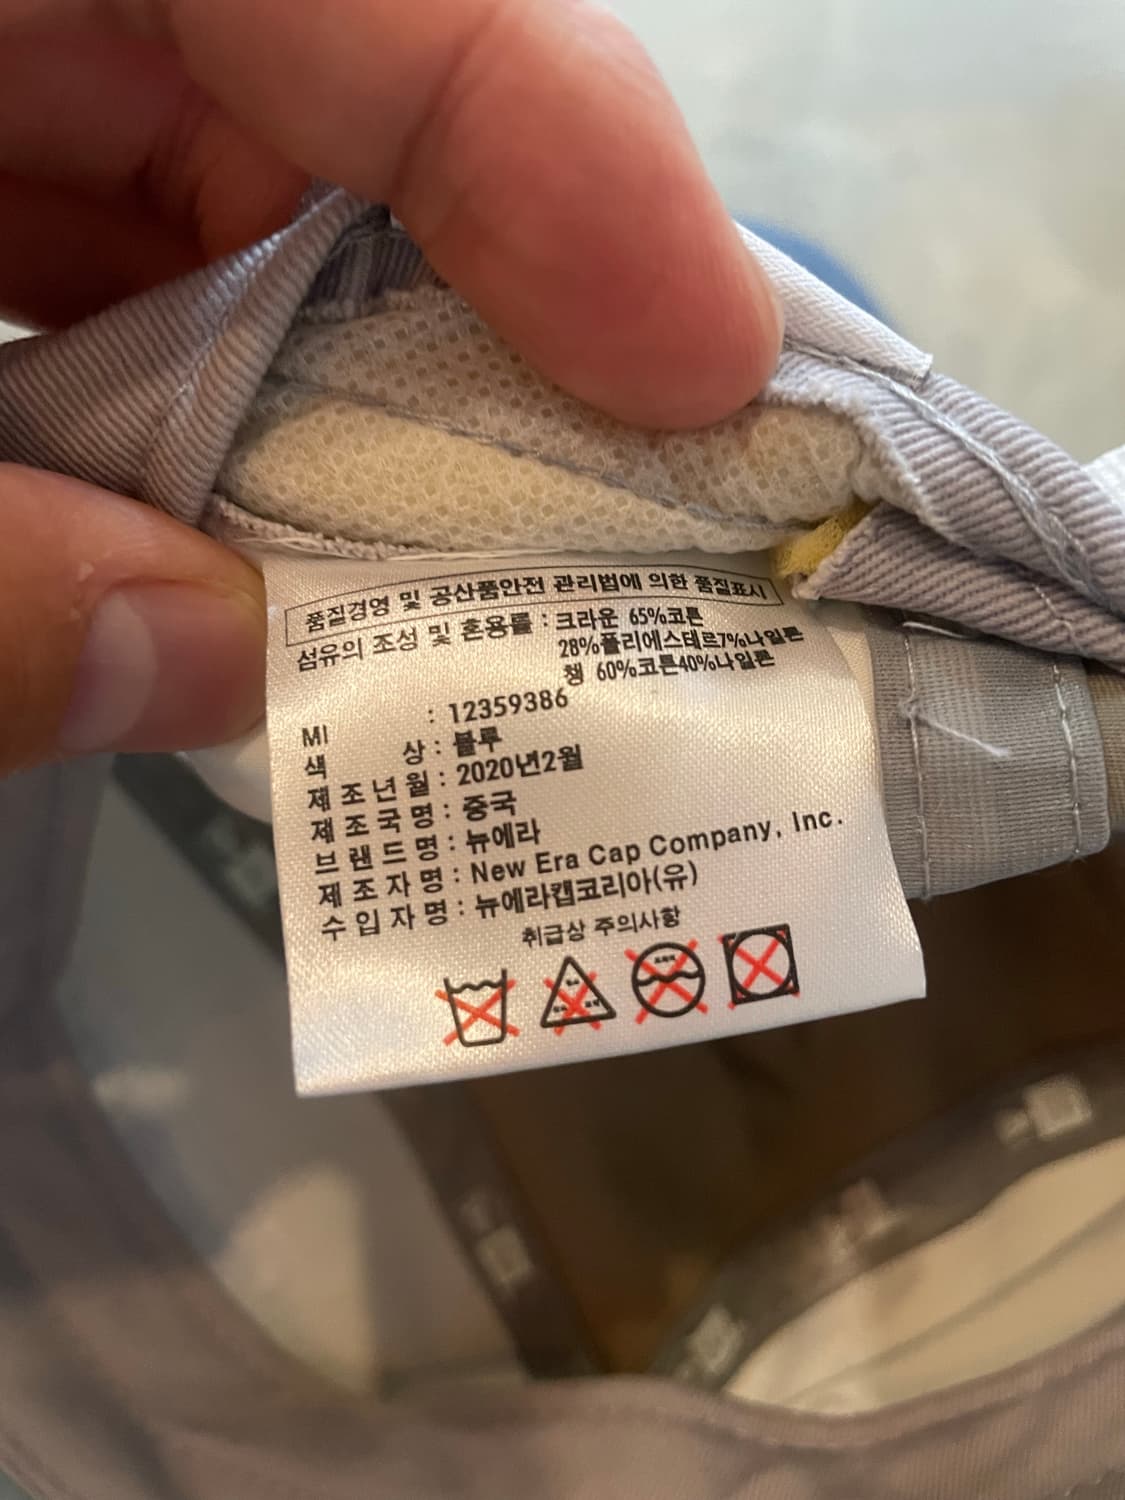 품질경영 및 공산품안전 관리법에 의한 품질표시
섬유의 조성 및 혼용률 : 크라운 65%코튼
28%폴리에스테르7%나일론
챙 60%코튼40%나일론
MI : 12359386
색 상 : 블루
제 조 년 월 : 2020년2월
제 조 국 명 : 중국
브 랜 드 명 : 뉴에라
제 조 자 명 : New Era Cap Company, Inc.
수 입 자 명 : 뉴에라캡코리아(유)
취급상 주의사항